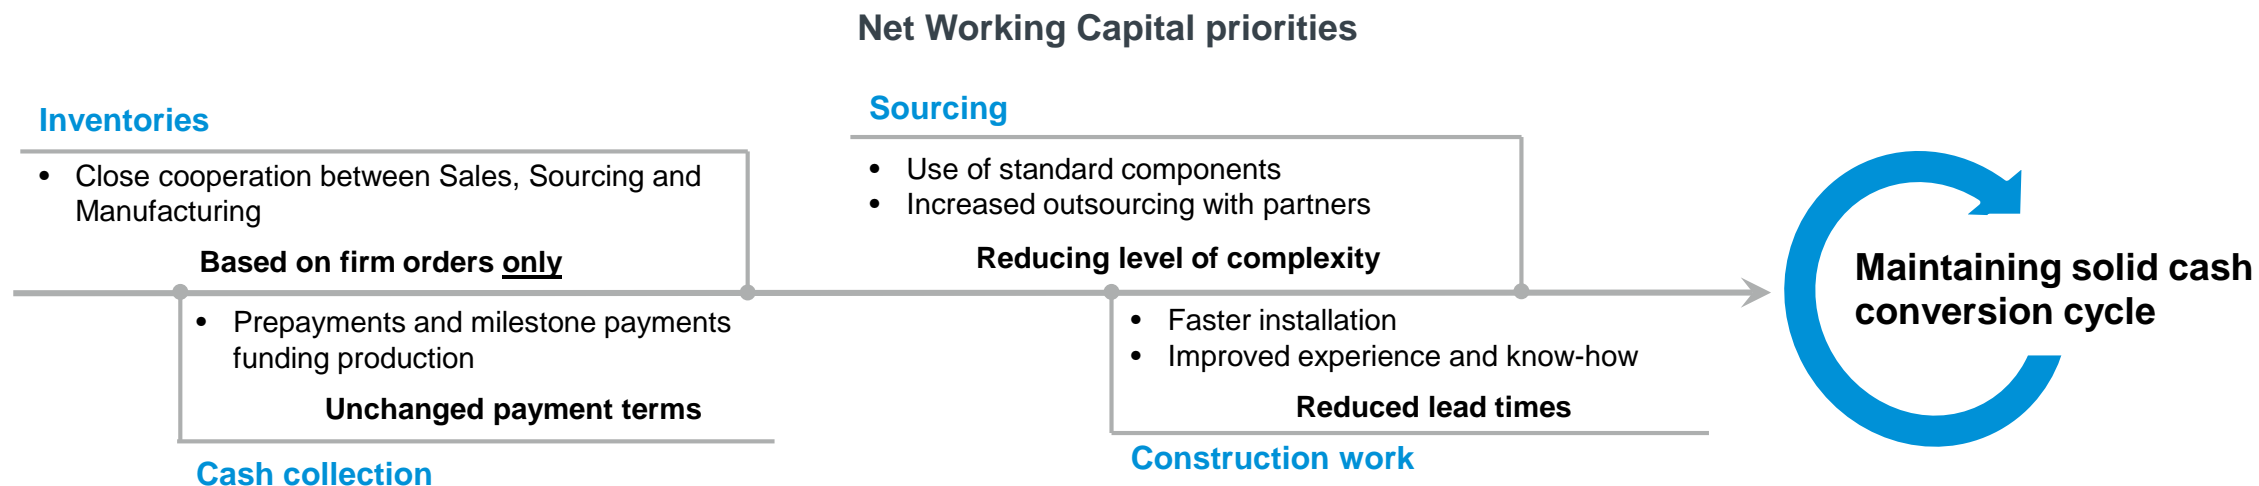 Net Working Capital priorities
Inventories
• Close cooperation between Sales, Sourcing and
Manufacturing
Based on firm orders only
• Prepayments and milestone payments
funding production
Unchanged payment terms
Cash collection
Sourcing
• Use of standard components
• Increased outsourcing with partners
Reducing level of complexity
• Faster installation
• Improved experience and know-how
Reduced lead times
Construction work
Maintaining solid cash
conversion cycle